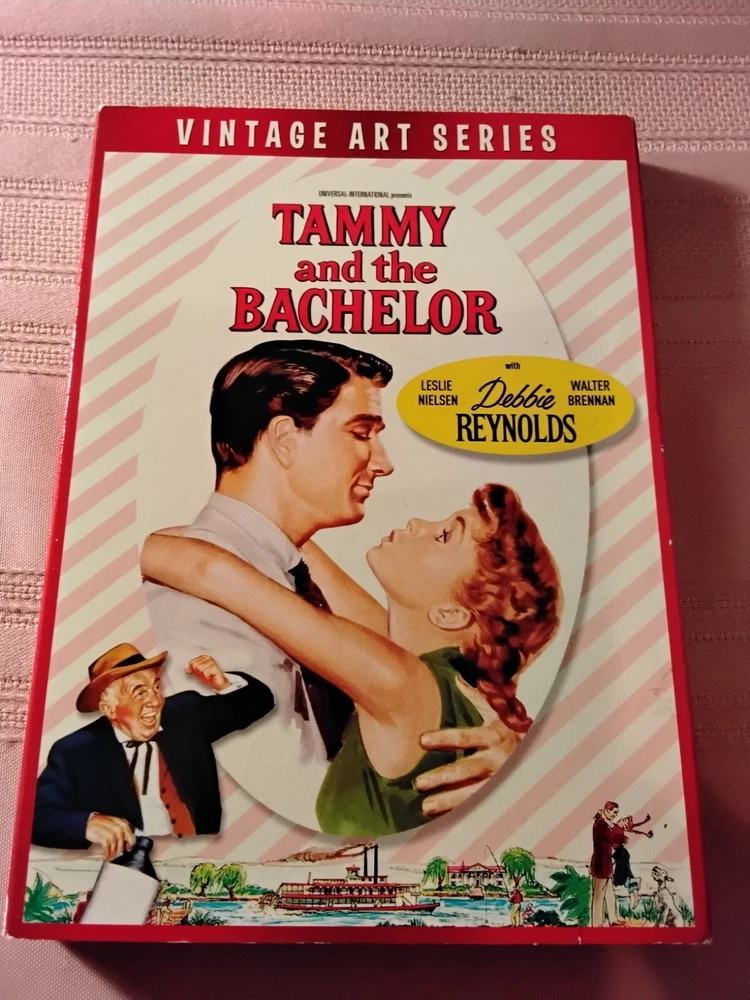 VINTAGE ART SERIES
UNIVERSAL-INTERNATIONAL presents
TAMMY
and the
BACHELOR
with
LESLIE
NIELSEN
Debbie
REYNOLDS
WALTER
BRENNAN